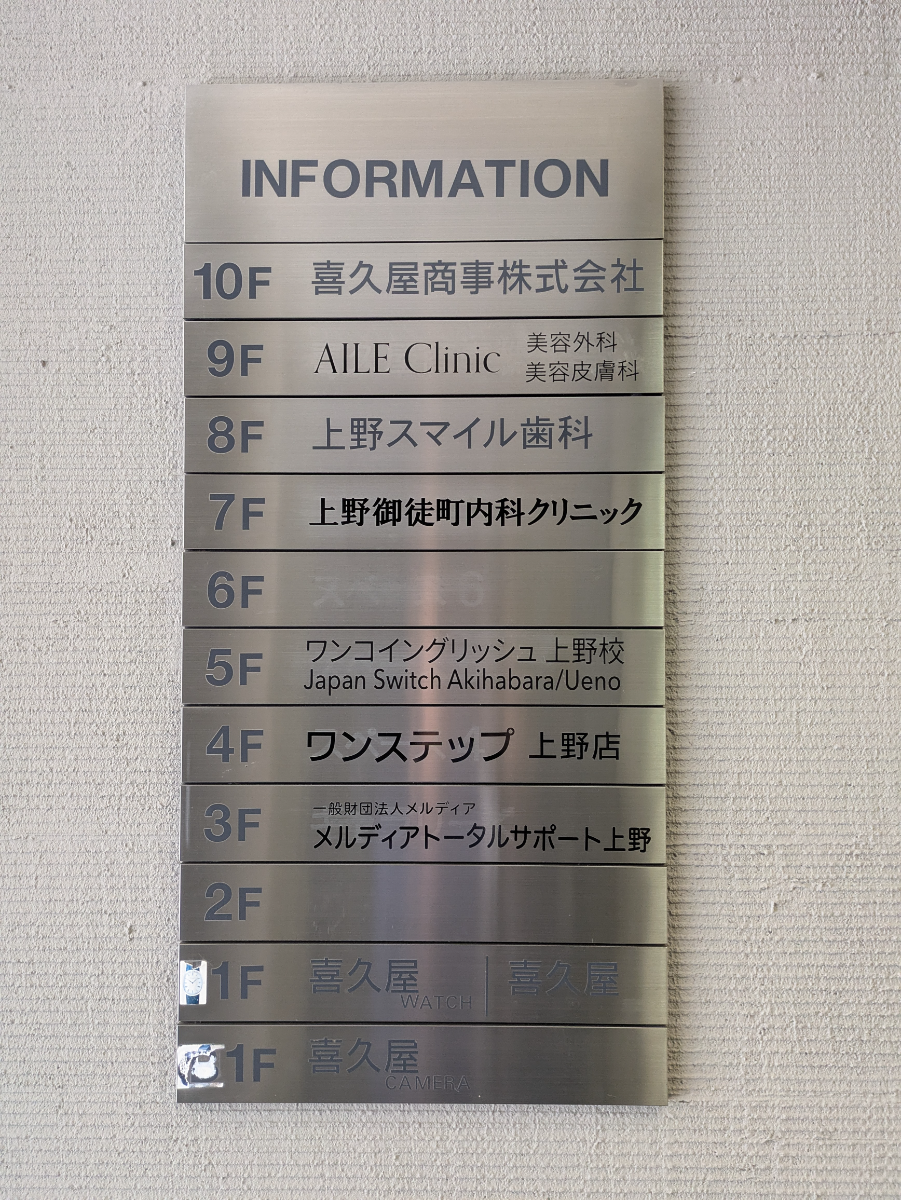 INFORMATION
10F 喜久屋商事株式会社
9F AILE Clinic 美容外科
美容皮膚科
8F 上野スマイル歯科
7F 上野御徒町内科クリニック
6F
5F ワンコイングリッシュ 上野校
Japan Switch Akihabara/Ueno
4F ワンステップ 上野店
一般財団法人メルディア
3F メルディアトータルサポート上野
2F
1F 喜久屋 WATCH 喜久屋
1F 喜久屋 CAMERA